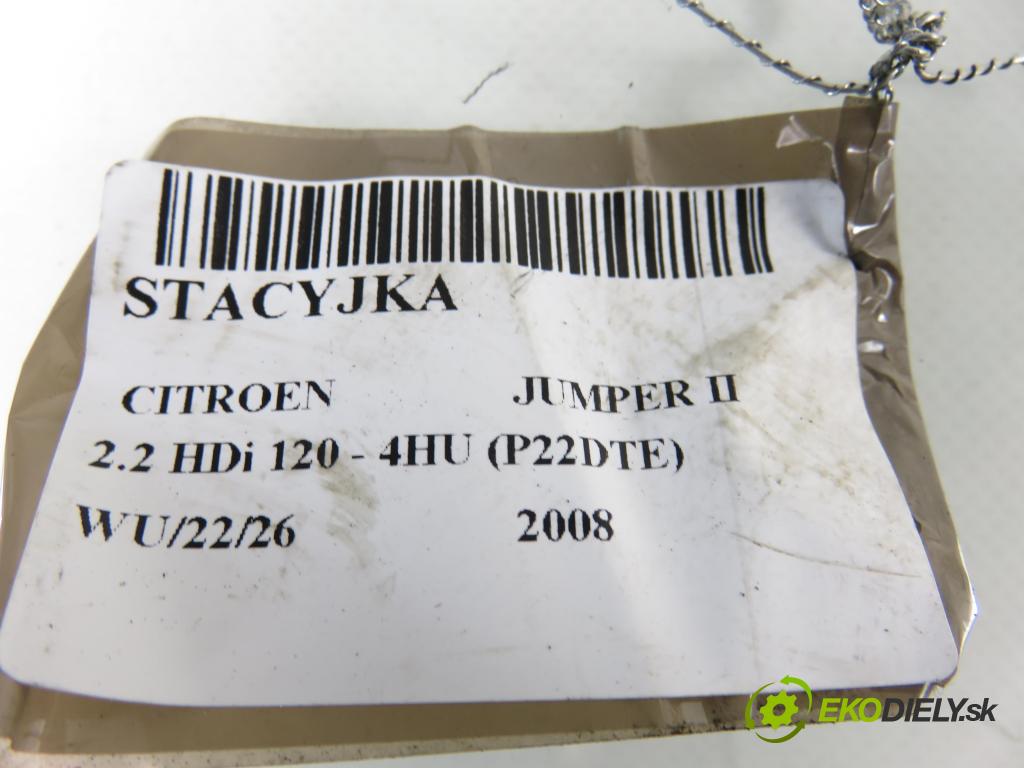 STACYJKA
CITROEN JUMPER II
2.2 HDi 120 - 4HU (P22DTE)
WU/22/26 2008
EKODIELY.sk